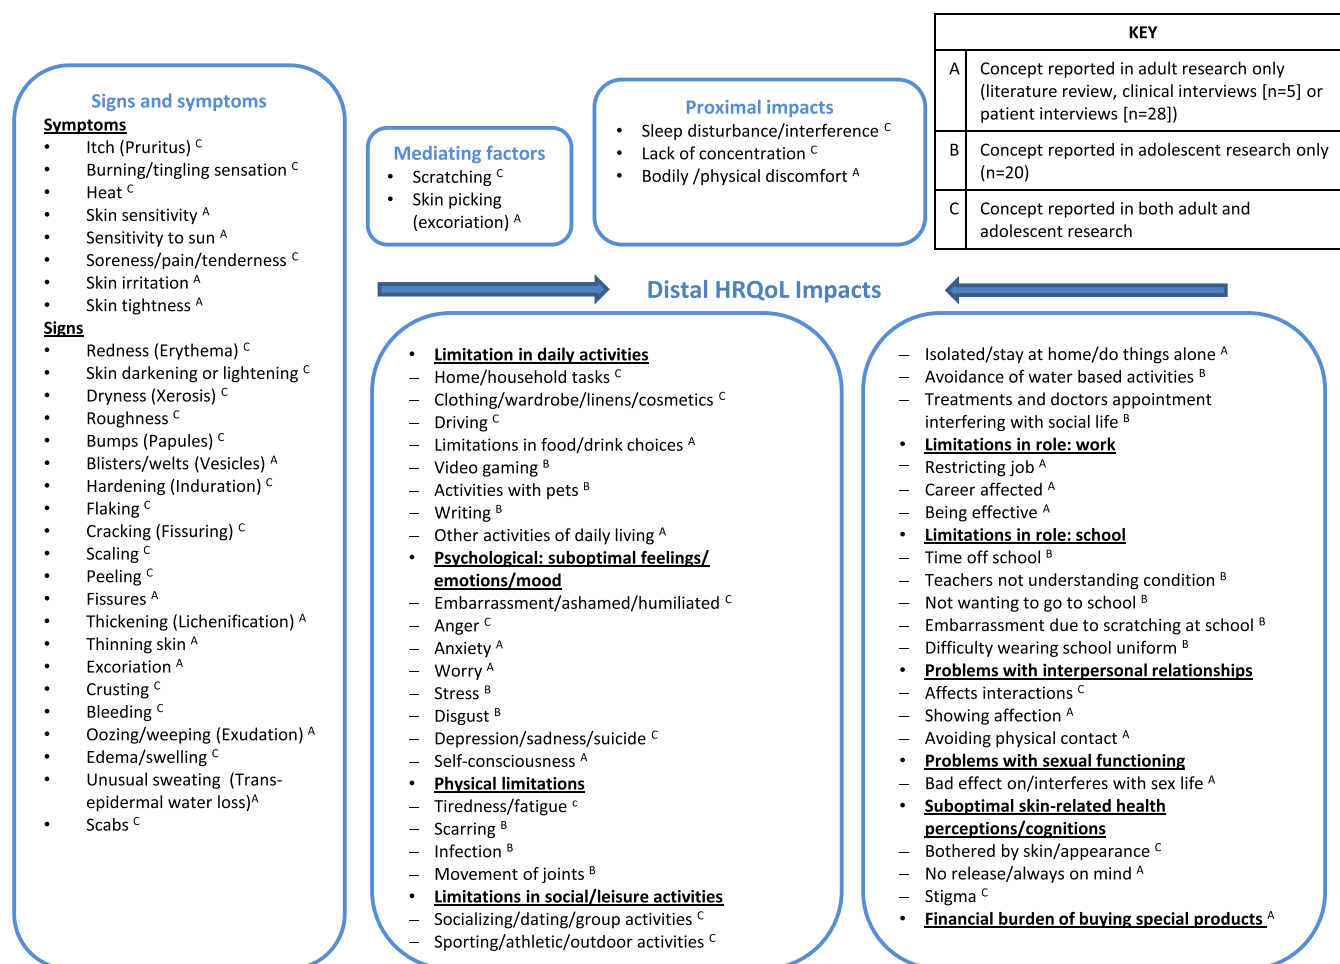 KEY
A Concept reported in adult research only
(literature review, clinical interviews [n=5] or
patient interviews [n=28])
B Concept reported in adolescent research only
(n=20)
C Concept reported in both adult and
adolescent research
Signs and symptoms
Symptoms
• Itch (Pruritus) C
• Burning/tingling sensation C
• Heat C
• Skin sensitivity A
• Sensitivity to sun A
• Soreness/pain/tenderness C
• Skin irritation A
• Skin tightness A
Signs
• Redness (Erythema) C
• Skin darkening or lightening C
• Dryness (Xerosis) C
• Roughness C
• Bumps (Papules) C
• Blisters/welts (Vesicles) A
• Hardening (Induration) C
• Flaking C
• Cracking (Fissuring) C
• Scaling C
• Peeling C
• Fissures A
• Thickening (Lichenification) A
• Thinning skin A
• Excoriation A
• Crusting C
• Bleeding C
• Oozing/weeping (Exudation) A
• Edema/swelling C
• Unusual sweating (Trans-
epidermal water loss)A
• Scabs C
Mediating factors
• Scratching C
• Skin picking
(excoriation) A
Proximal impacts
• Sleep disturbance/interference C
• Lack of concentration C
• Bodily /physical discomfort A
Distal HRQoL Impacts
• Limitation in daily activities
– Home/household tasks C
– Clothing/wardrobe/linens/cosmetics C
– Driving C
– Limitations in food/drink choices A
– Video gaming B
– Activities with pets B
– Writing B
– Other activities of daily living A
• Psychological: suboptimal feelings/
emotions/mood
– Embarrassment/ashamed/humiliated C
– Anger C
– Anxiety A
– Worry A
– Stress B
– Disgust B
– Depression/sadness/suicide C
– Self-consciousness A
• Physical limitations
– Tiredness/fatigue c
– Scarring B
– Infection B
– Movement of joints B
• Limitations in social/leisure activities
– Socializing/dating/group activities C
– Sporting/athletic/outdoor activities C
– Isolated/stay at home/do things alone A
– Avoidance of water based activities B
– Treatments and doctors appointment
interfering with social life B
• Limitations in role: work
– Restricting job A
– Career affected A
– Being effective A
• Limitations in role: school
– Time off school B
– Teachers not understanding condition B
– Not wanting to go to school B
– Embarrassment due to scratching at school B
– Difficulty wearing school uniform B
• Problems with interpersonal relationships
– Affects interactions C
– Showing affection A
– Avoiding physical contact A
• Problems with sexual functioning
– Bad effect on/interferes with sex life A
• Suboptimal skin-related health
perceptions/cognitions
– Bothered by skin/appearance C
– No release/always on mind A
– Stigma C
• Financial burden of buying special products A